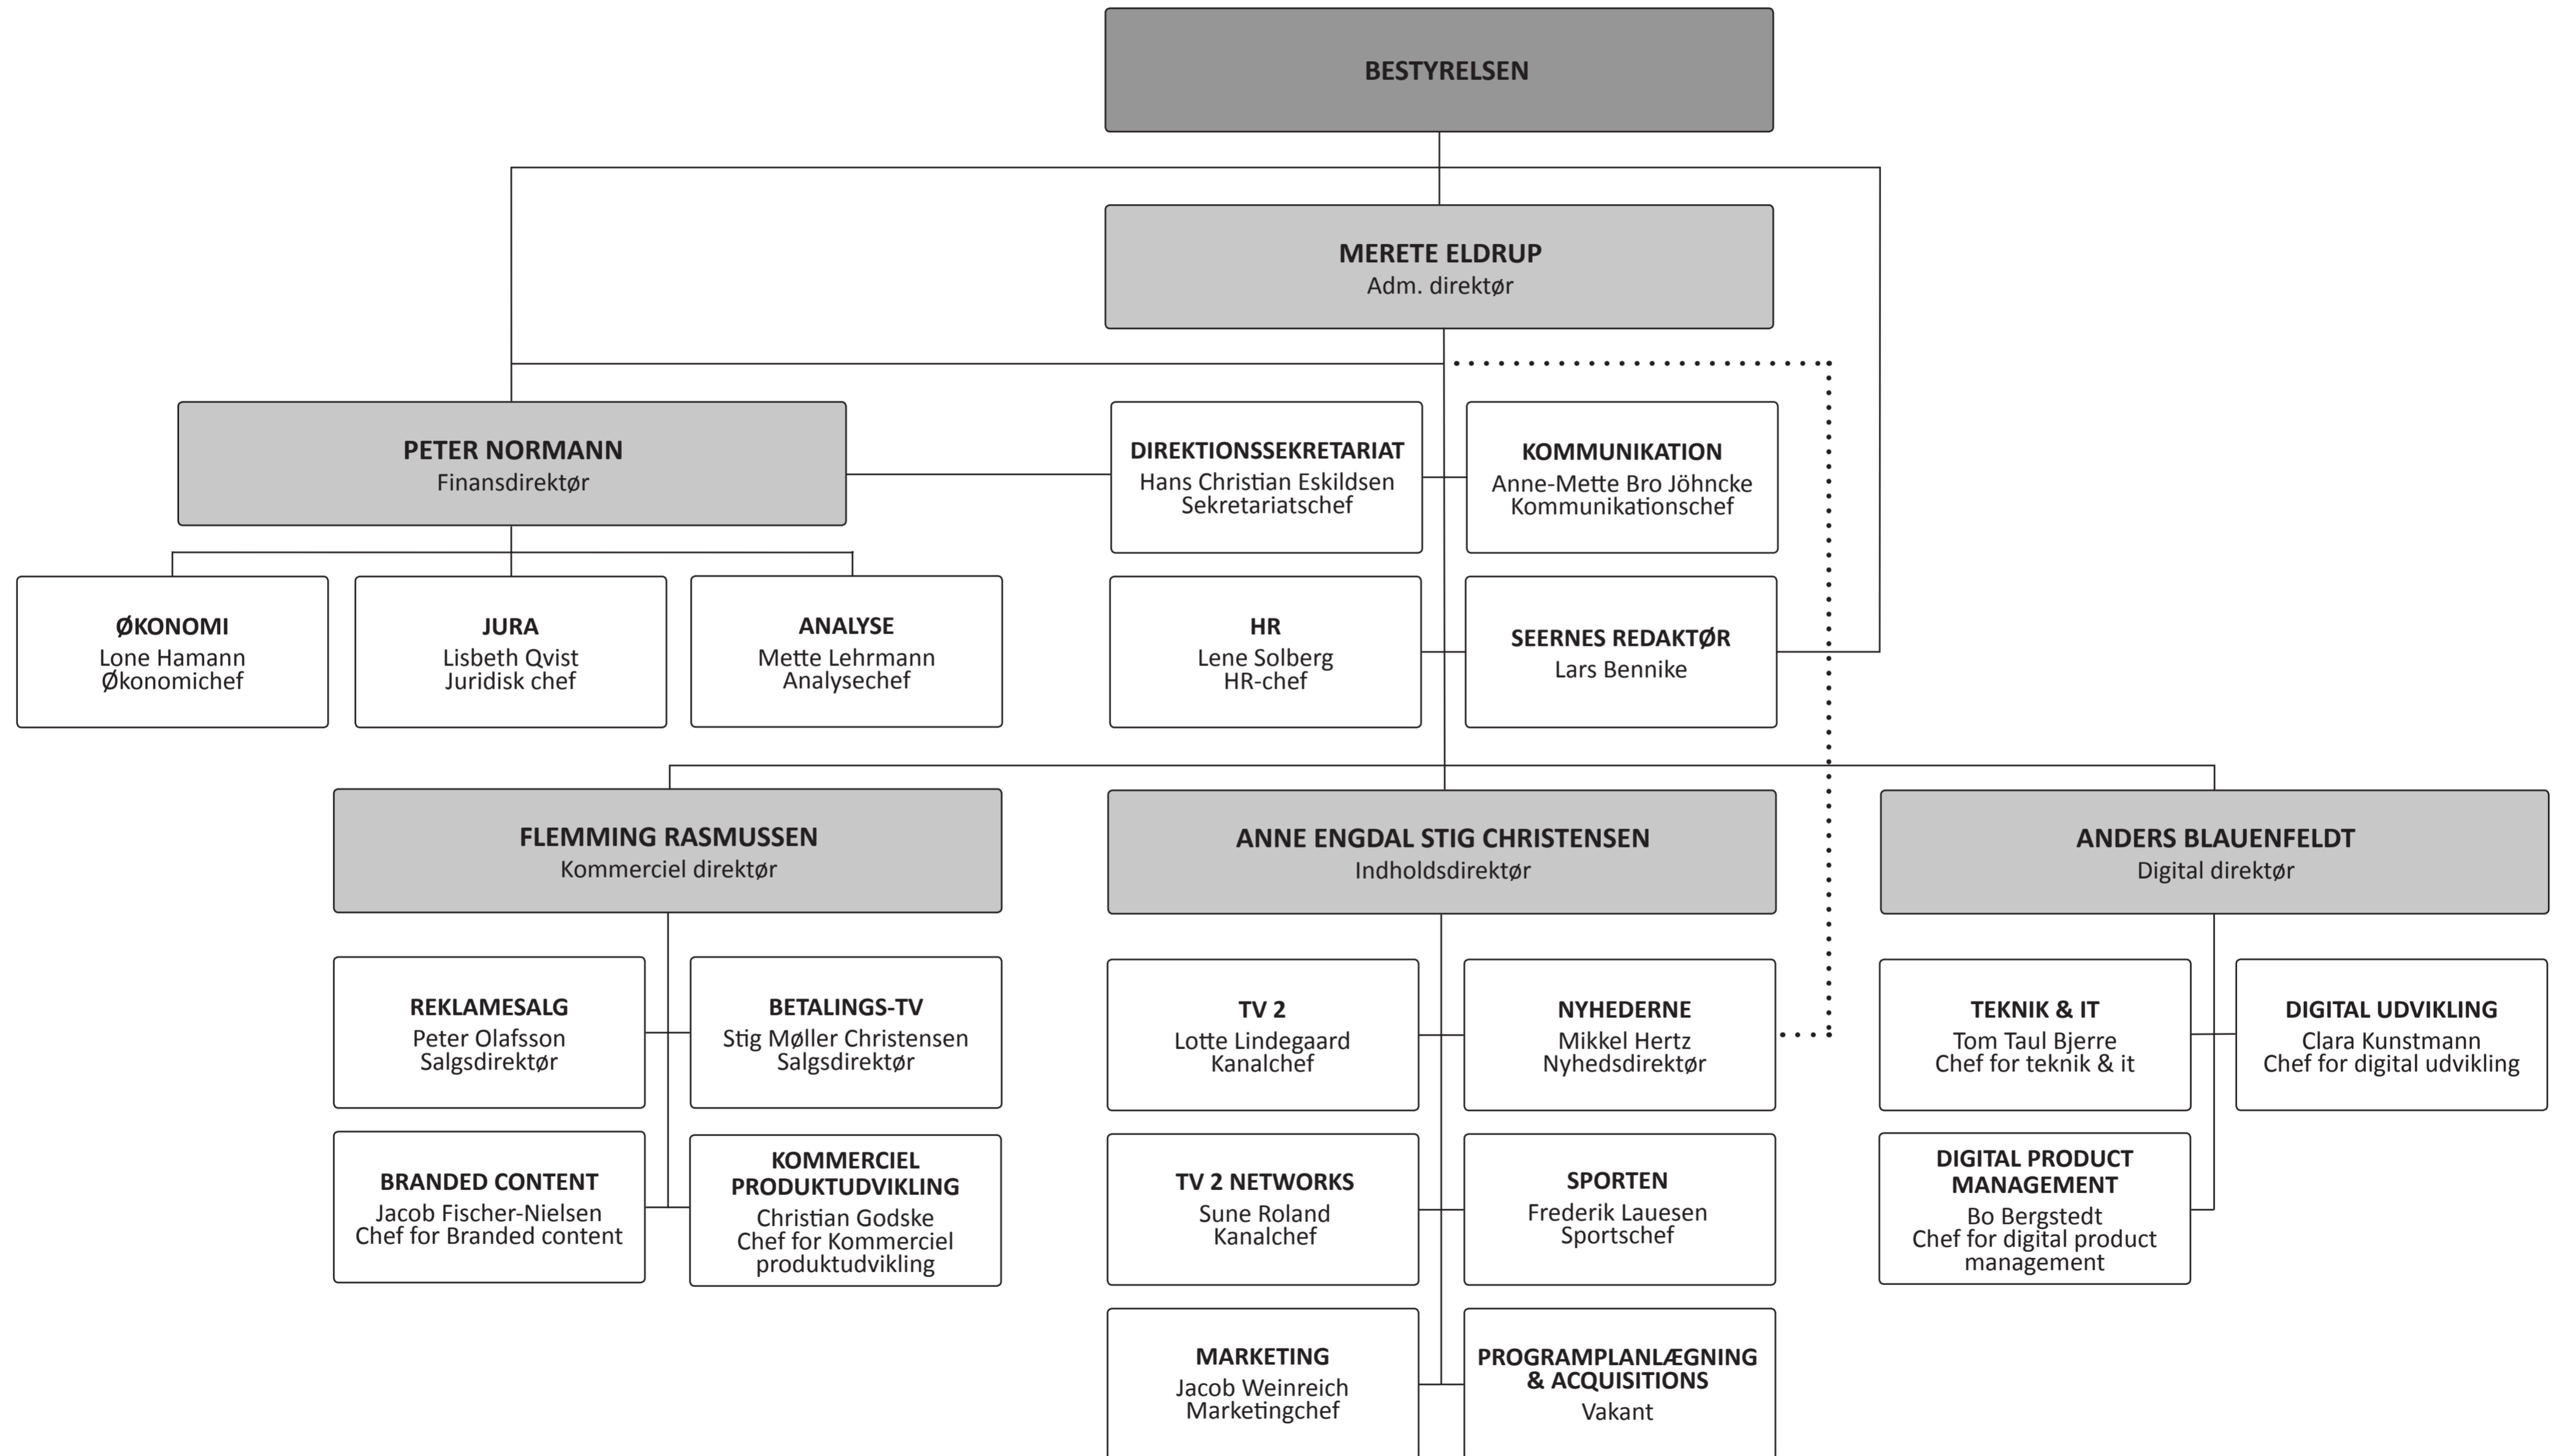 BESTYRELSEN
MERETE ELDRUP
Adm. direktør
PETER NORMANN
Finansdirektør
DIREKTIONSSEKRETARIAT
Hans Christian Eskildsen
Sekretariatschef
KOMMUNIKATION
Anne-Mette Bro Jöhncke
Kommunikationschef
ØKONOMI
Lone Hamann
Økonomichef
JURA
Lisbeth Qvist
Juridisk chef
ANALYSE
Mette Lehrmann
Analysechef
HR
Lene Solberg
HR-chef
SEERNES REDAKTØR
Lars Bennike
FLEMMING RASMUSSEN
Kommerciel direktør
ANNE ENGDAL STIG CHRISTENSEN
Indholdsdirektør
ANDERS BLAUENFELDT
Digital direktør
REKLAMESALG
Peter Olafsson
Salgsdirektør
BETALINGS-TV
Stig Møller Christensen
Salgsdirektør
TV 2
Lotte Lindegaard
Kanalchef
NYHEDERNE
Mikkel Hertz
Nyhedsdirektør
TEKNIK & IT
Tom Taul Bjerre
Chef for teknik & it
DIGITAL UDVIKLING
Clara Kunstmann
Chef for digital udvikling
BRANDED CONTENT
Jacob Fischer-Nielsen
Chef for Branded content
KOMMERCIEL
PRODUKTUDVIKLING
Christian Godske
Chef for Kommerciel
produktudvikling
TV 2 NETWORKS
Sune Roland
Kanalchef
SPORTEN
Frederik Lauesen
Sportschef
DIGITAL PRODUCT
MANAGEMENT
Bo Bergstedt
Chef for digital product
management
MARKETING
Jacob Weinreich
Marketingchef
PROGRAMPLANLÆGNING
& ACQUISITIONS
Vakant